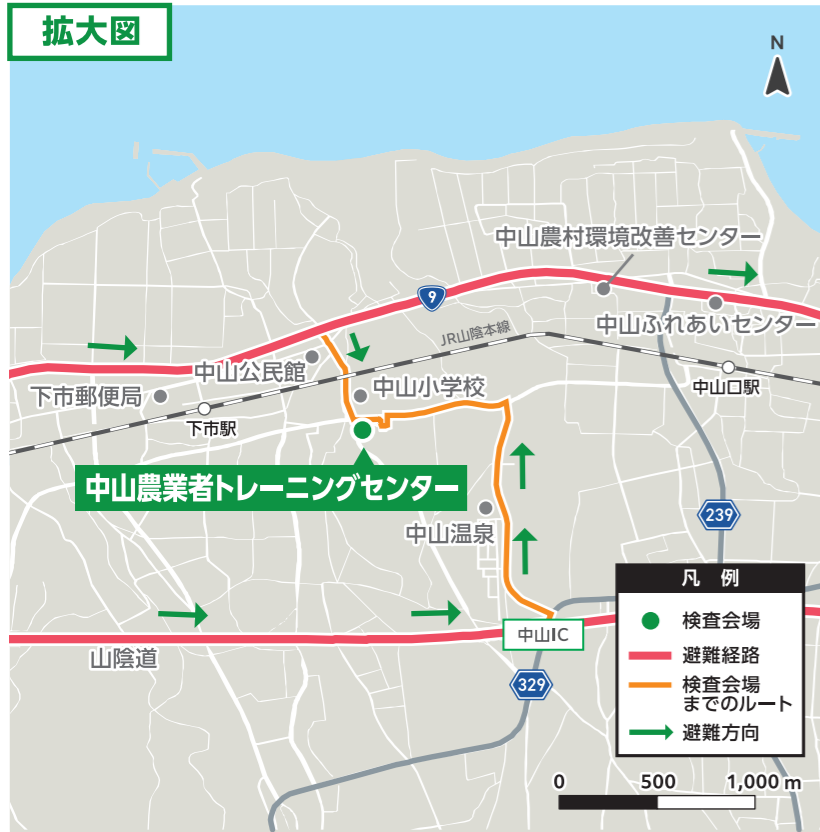 拡大図
N
中山農村環境改善センター
9
中山ふれあいセンター
JR山陰本線
中山公民館
中山小学校
中山口駅
下市郵便局
下市駅
中山農業者トレーニングセンター
中山温泉
239
凡 例
検査会場
避難経路
検査会場
までのルート
避難方向
中山IC
山陰道
329
0 500 1,000 m